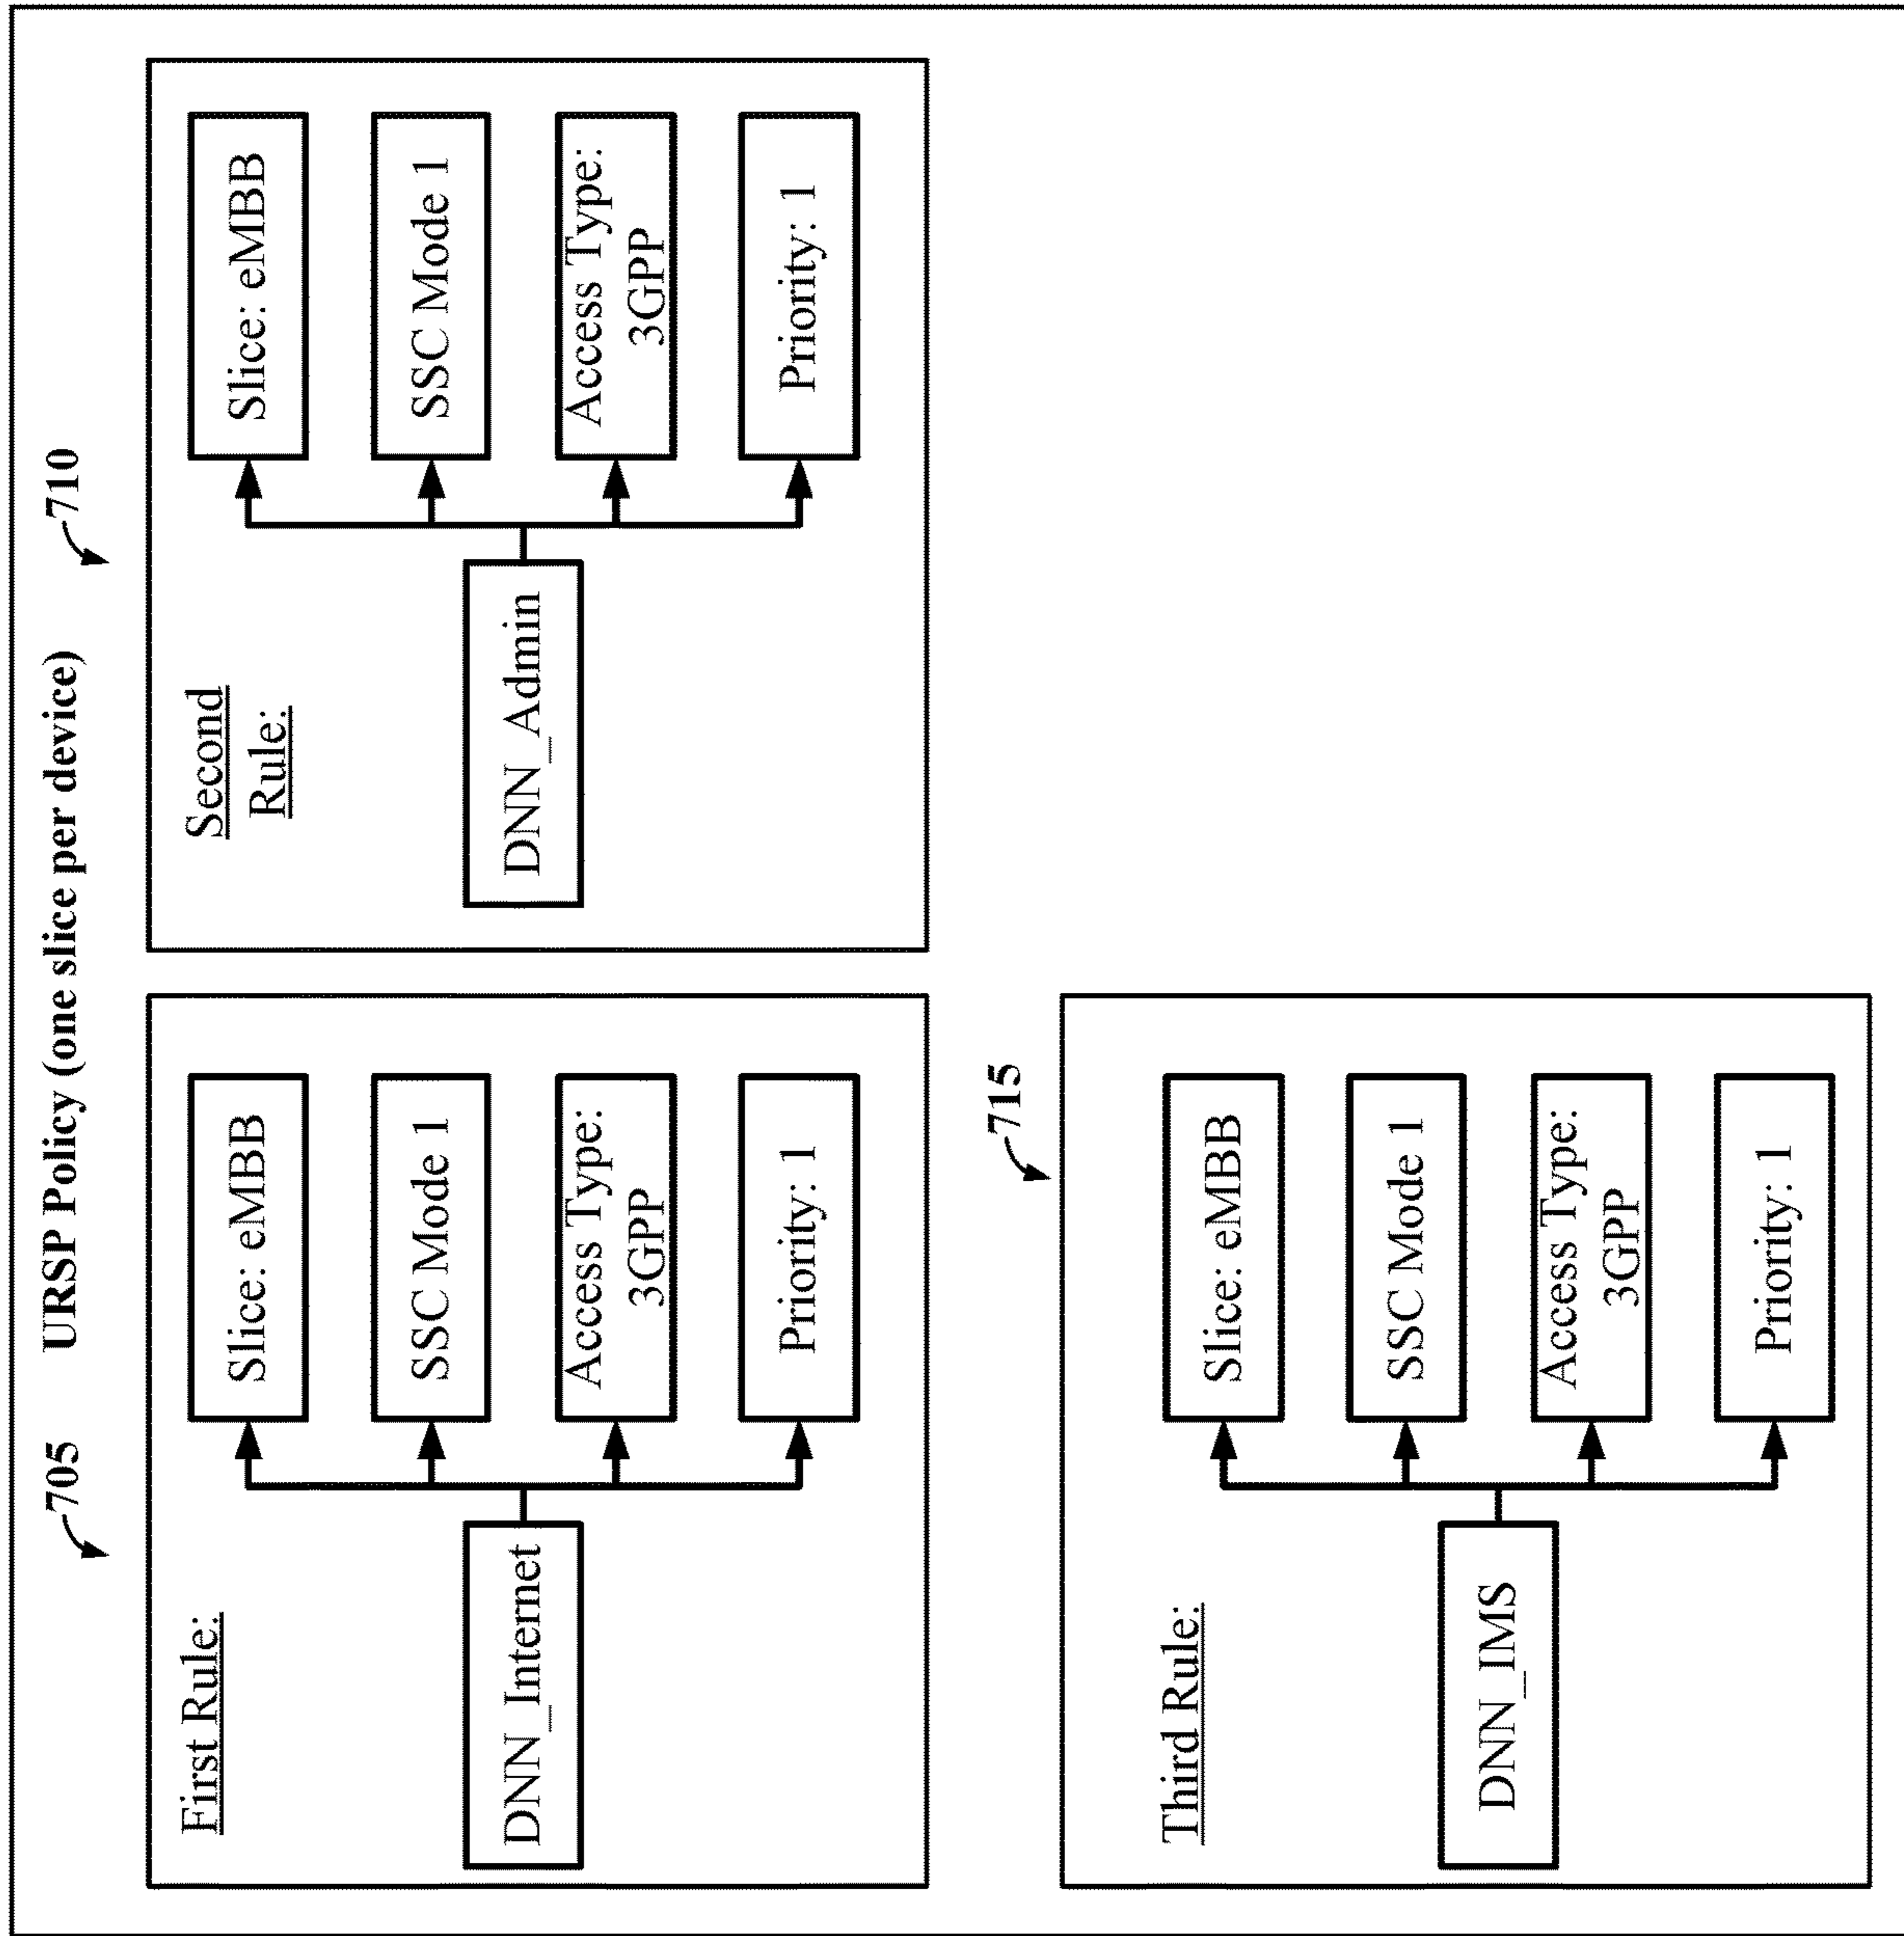 URSP Policy (one slice per device)
705
First Rule:
DNN_Internet
Slice: eMBB
SSC Mode 1
Access Type:
3GPP
Priority: 1
710
Second
Rule:
DNN_Admin
Slice: eMBB
SSC Mode 1
Access Type:
3GPP
Priority: 1
715
Third Rule:
DNN_IMS
Slice: eMBB
SSC Mode 1
Access Type:
3GPP
Priority: 1